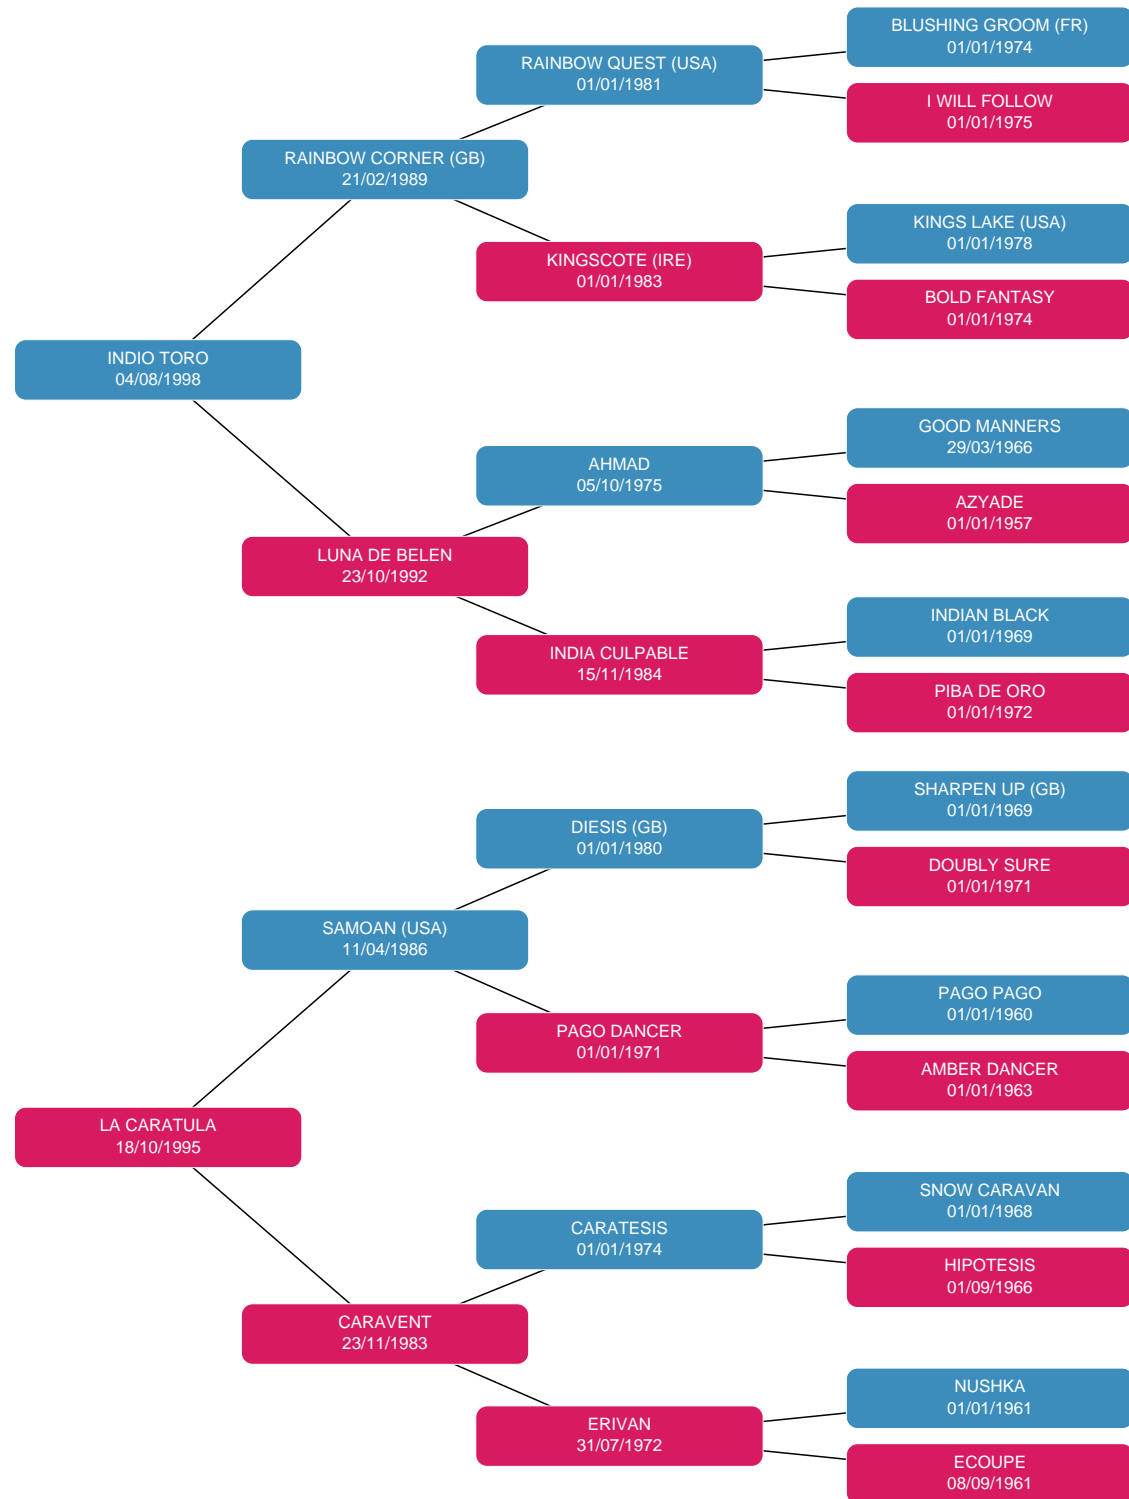 BLUSHING GROOM (FR)
01/01/1974
RAINBOW QUEST (USA)
01/01/1981
I WILL FOLLOW
01/01/1975
RAINBOW CORNER (GB)
21/02/1989
KINGS LAKE (USA)
01/01/1978
KINGSCOTE (IRE)
01/01/1983
BOLD FANTASY
01/01/1974
INDIO TORO
04/08/1998
GOOD MANNERS
29/03/1966
AHMAD
05/10/1975
AZYADE
01/01/1957
LUNA DE BELEN
23/10/1992
INDIAN BLACK
01/01/1969
INDIA CULPABLE
15/11/1984
PIBA DE ORO
01/01/1972
SHARPEN UP (GB)
01/01/1969
DIESIS (GB)
01/01/1980
DOUBLY SURE
01/01/1971
SAMOAN (USA)
11/04/1986
PAGO PAGO
01/01/1960
PAGO DANCER
01/01/1971
AMBER DANCER
01/01/1963
LA CARATULA
18/10/1995
SNOW CARAVAN
01/01/1968
CARATESIS
01/01/1974
HIPOTESIS
01/09/1966
CARAVENT
23/11/1983
NUSHKA
01/01/1961
ERIVAN
31/07/1972
ECOUPE
08/09/1961